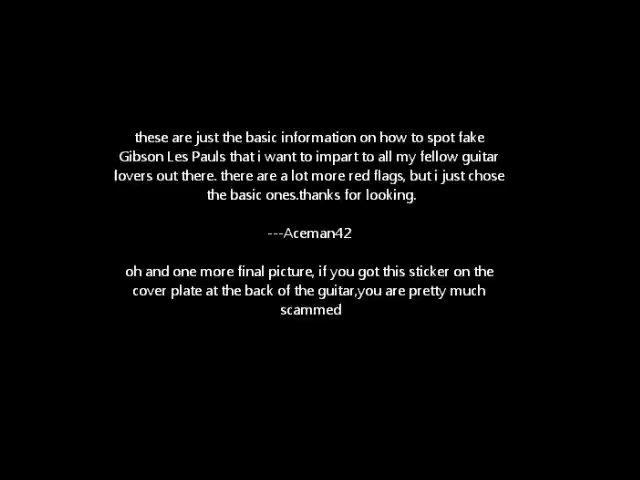 these are just the basic information on how to spot fake
Gibson Les Pauls that i want to impart to all my fellow guitar
lovers out there. there are a lot more red flags, but i just chose
the basic ones.thanks for looking.
---Aceman42
oh and one more final picture, if you got this sticker on the
cover plate at the back of the guitar,you are pretty much
scammed